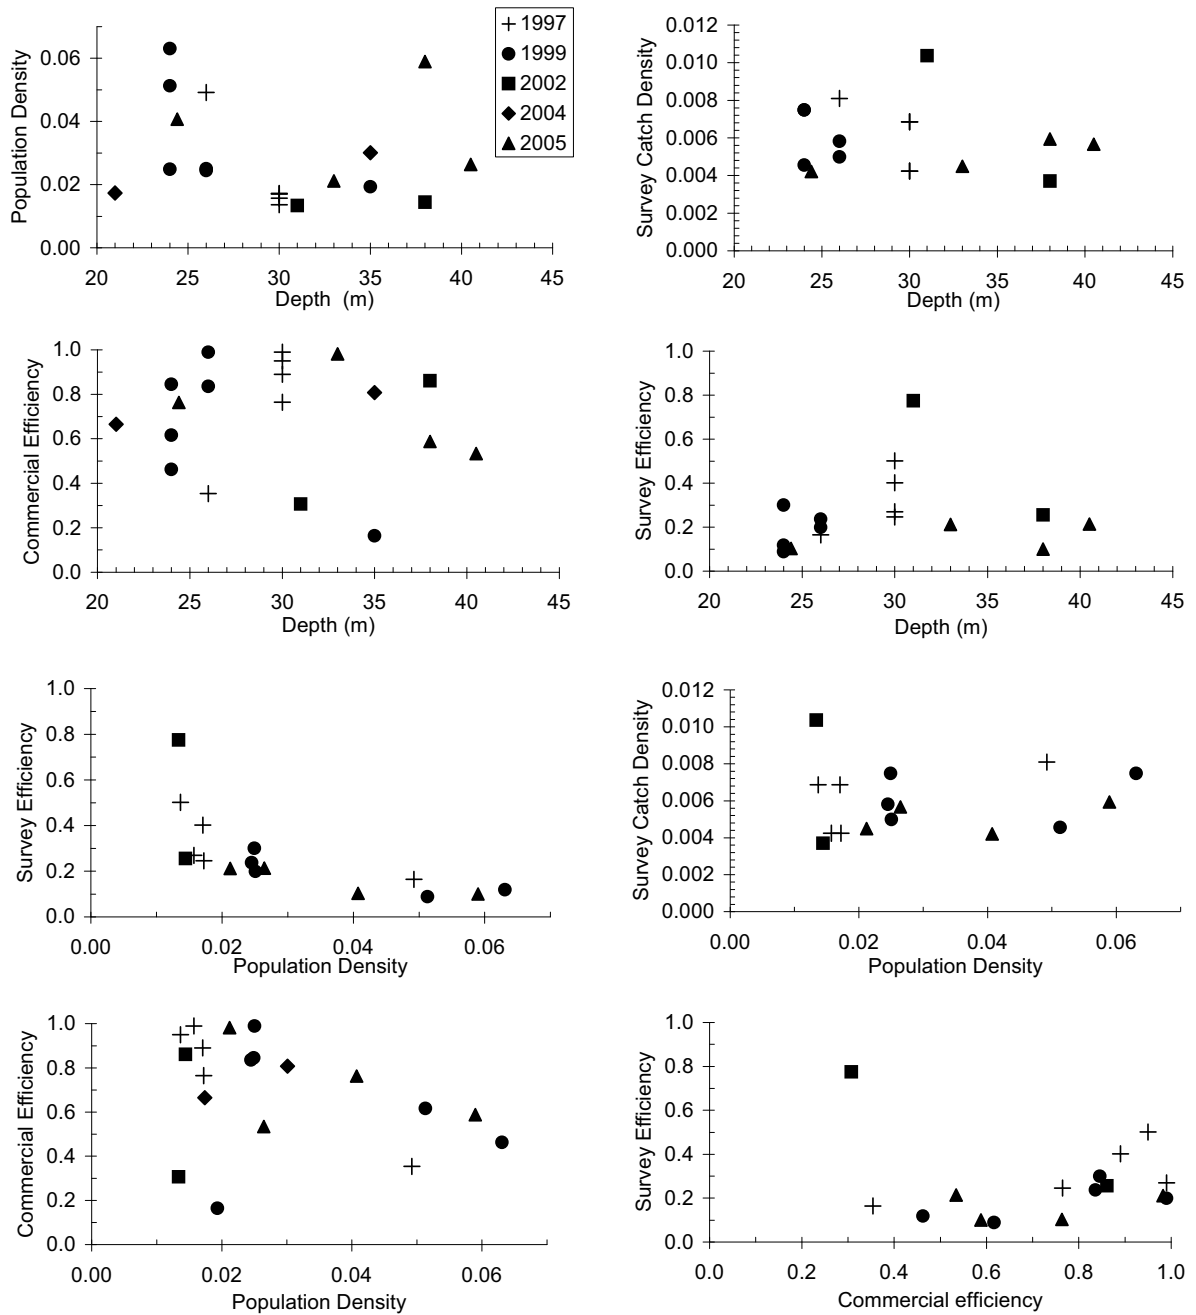 Population Density
0.06
0.04
0.02
0.00
20 25 30 35 40 45
Depth (m)
1997
1999
2002
2004
2005
Survey Catch Density
0.012
0.010
0.008
0.006
0.004
0.002
0.000
20 25 30 35 40 45
Depth (m)
Commercial Efficiency
1.0
0.8
0.6
0.4
0.2
0.0
20 25 30 35 40 45
Depth (m)
Survey Efficiency
1.0
0.8
0.6
0.4
0.2
0.0
20 25 30 35 40 45
Depth (m)
Survey Efficiency
1.0
0.8
0.6
0.4
0.2
0.0
0.00 0.02 0.04 0.06
Population Density
Survey Catch Density
0.012
0.010
0.008
0.006
0.004
0.002
0.000
0.00 0.02 0.04 0.06
Population Density
Commercial Efficiency
1.0
0.8
0.6
0.4
0.2
0.0
0.00 0.02 0.04 0.06
Population Density
Survey Efficiency
1.0
0.8
0.6
0.4
0.2
0.0
0.0 0.2 0.4 0.6 0.8 1.0
Commercial efficiency